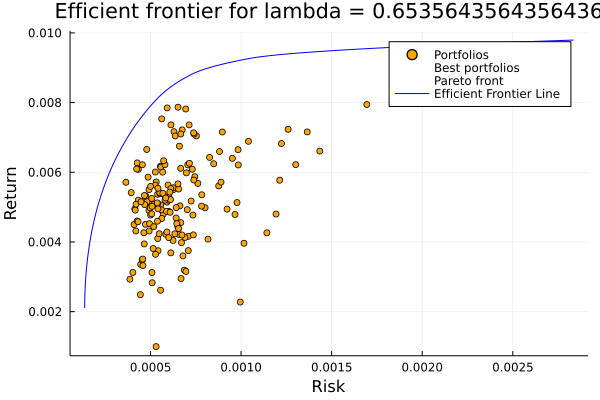 Efficient frontier for lambda = 0.6535643564356436
0.010
0.008
0.006
0.004
0.002
Return
Portfolios
Best portfolios
Pareto front
Efficient Frontier Line
0.0005
0.0010
0.0015
0.0020
0.0025
Risk